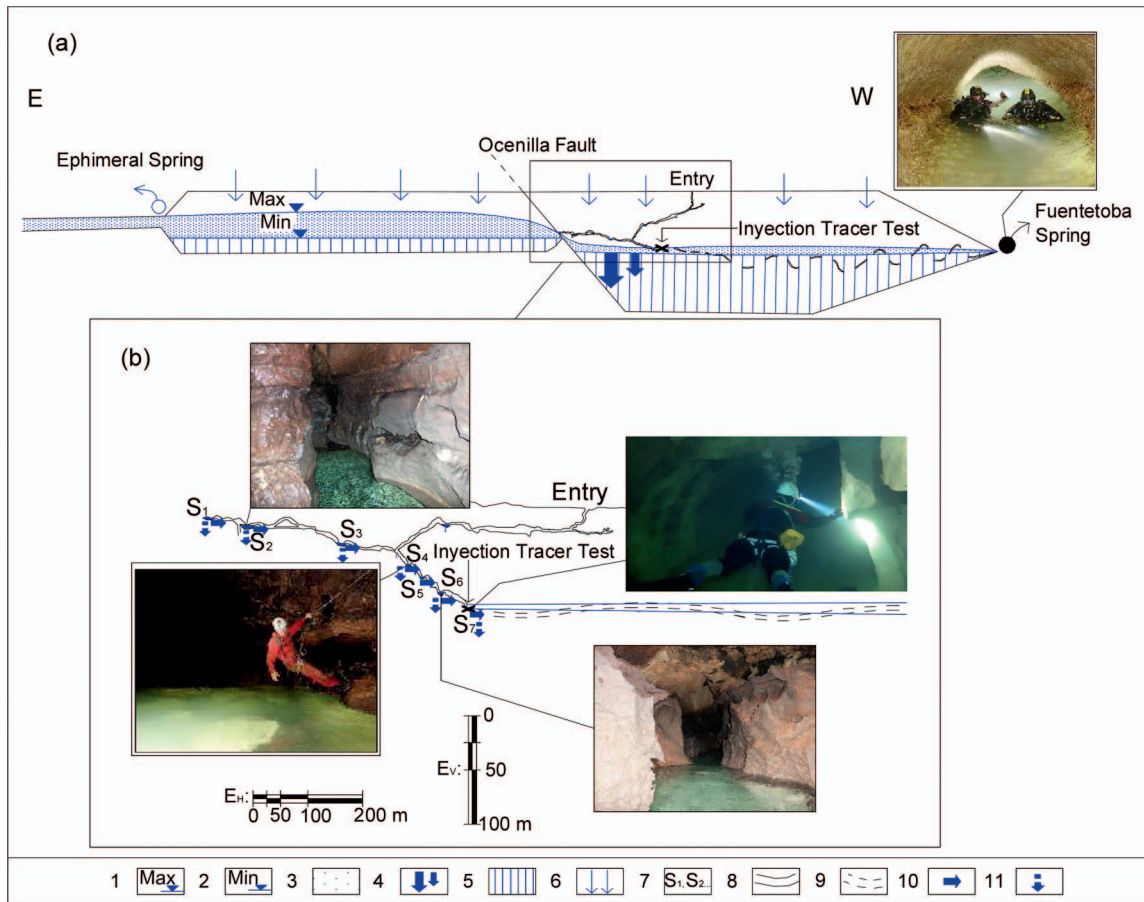 (a)
E
W
Ocenilla Fault
Ephimeral Spring
Entry
Max
Min
Inyection Tracer Test
Fuentetoba
Spring
(b)
Entry
S1
S2
S3
S4
Inyection Tracer Test
S5
S6
S7
EH:
0 50 100 200 m
EV:
0
50
100 m
1 Max 2 Min 3 4 5 6 7 S1,S2... 8 9 10 11